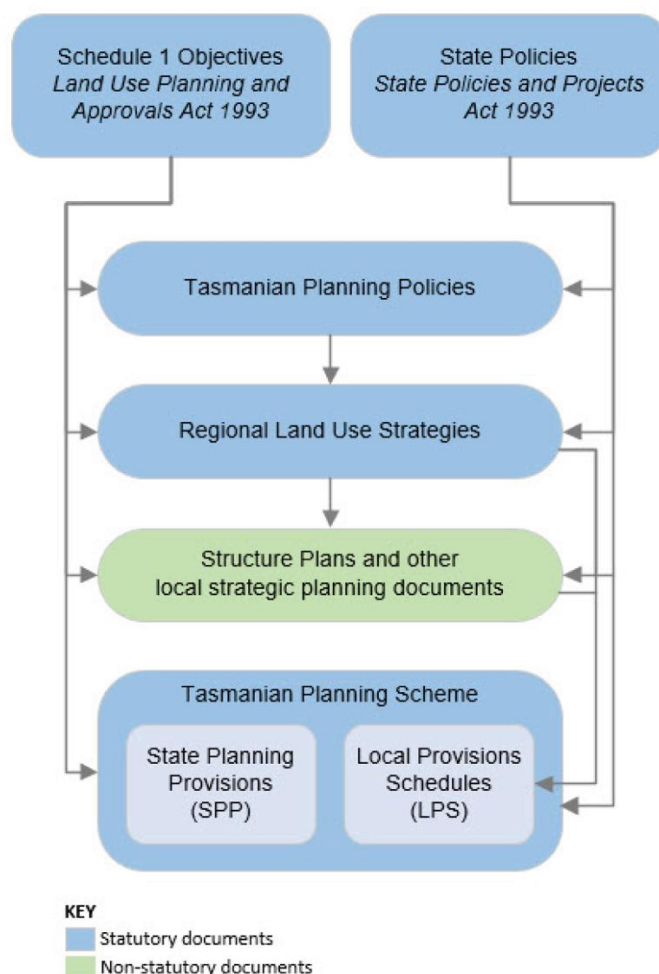 Schedule 1 Objectives
Land Use Planning and
Approvals Act 1993
State Policies
State Policies and Projects
Act 1993
Tasmanian Planning Policies
Regional Land Use Strategies
Structure Plans and other
local strategic planning documents
Tasmanian Planning Scheme
State Planning
Provisions
(SPP)
Local Provisions
Schedules
(LPS)
KEY
Statutory documents
Non-statutory documents